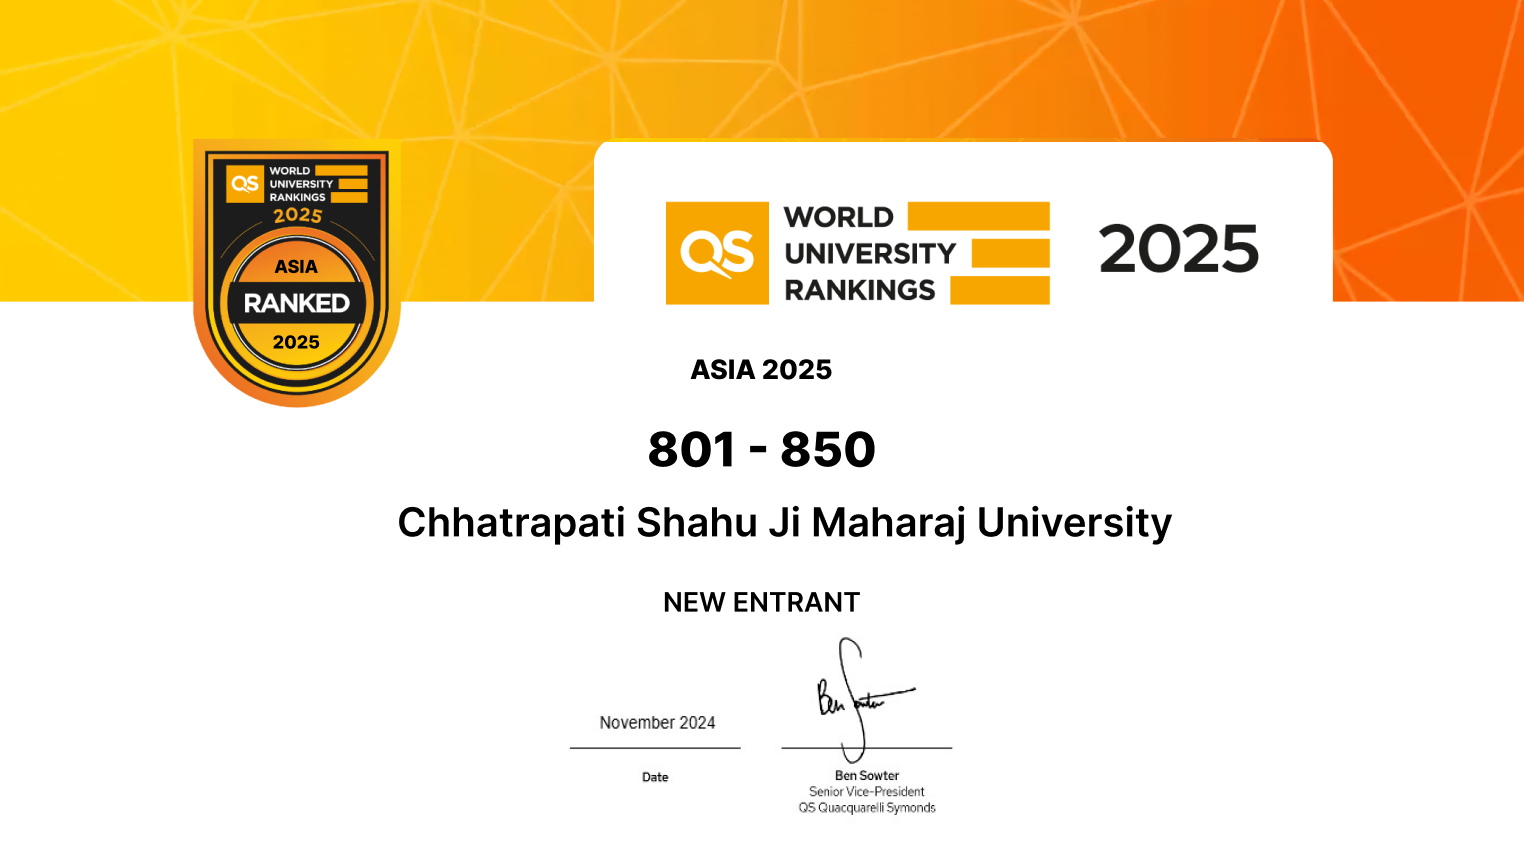 QS
WORLD
UNIVERSITY
RANKINGS
2025
ASIA
RANKED
2025
QS
WORLD
UNIVERSITY
RANKINGS
2025
ASIA 2025
801 - 850
Chhatrapati Shahu Ji Maharaj University
NEW ENTRANT
Ben Sowter
November 2024
Date
Ben Sowter
Senior Vice-President
QS Quacquarelli Symonds